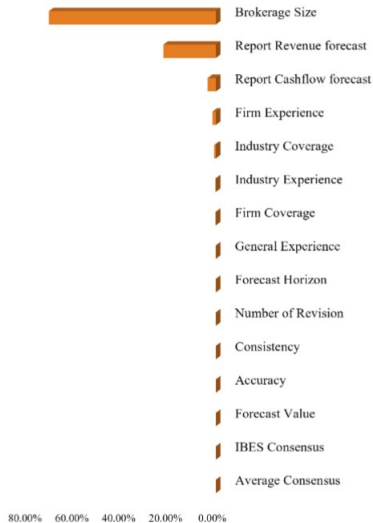 Brokerage Size
Report Revenue forecast
Report Cashflow forecast
Firm Experience
Industry Coverage
Industry Experience
Firm Coverage
General Experience
Forecast Horizon
Number of Revision
Consistency
Accuracy
Forecast Value
IBES Consensus
Average Consensus
80.00% 60.00% 40.00% 20.00% 0.00%